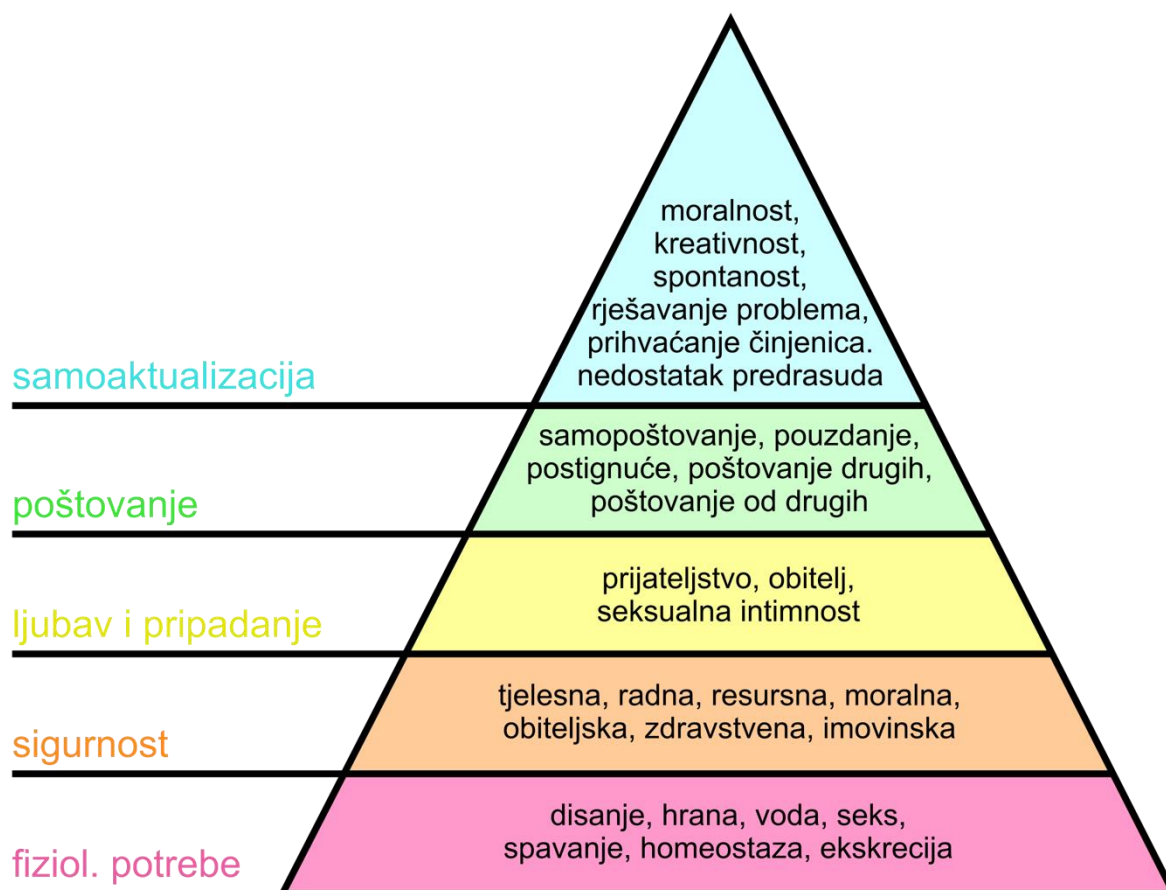 moralnost,
kreativnost,
spontanost,
rješavanje problema,
prihvaćanje činjenica.
nedostatak predrasuda
samoaktualizacija
samopoštovanje, pouzdanje,
postignuće, poštovanje drugih,
poštovanje od drugih
poštovanje
prijateljstvo, obitelj,
seksualna intimnost
ljubav i pripadanje
tjelesna, radna, resursna, moralna,
obiteljska, zdravstvena, imovinska
sigurnost
disanje, hrana, voda, seks,
spavanje, homeostaza, ekskrecija
fiziol. potrebe